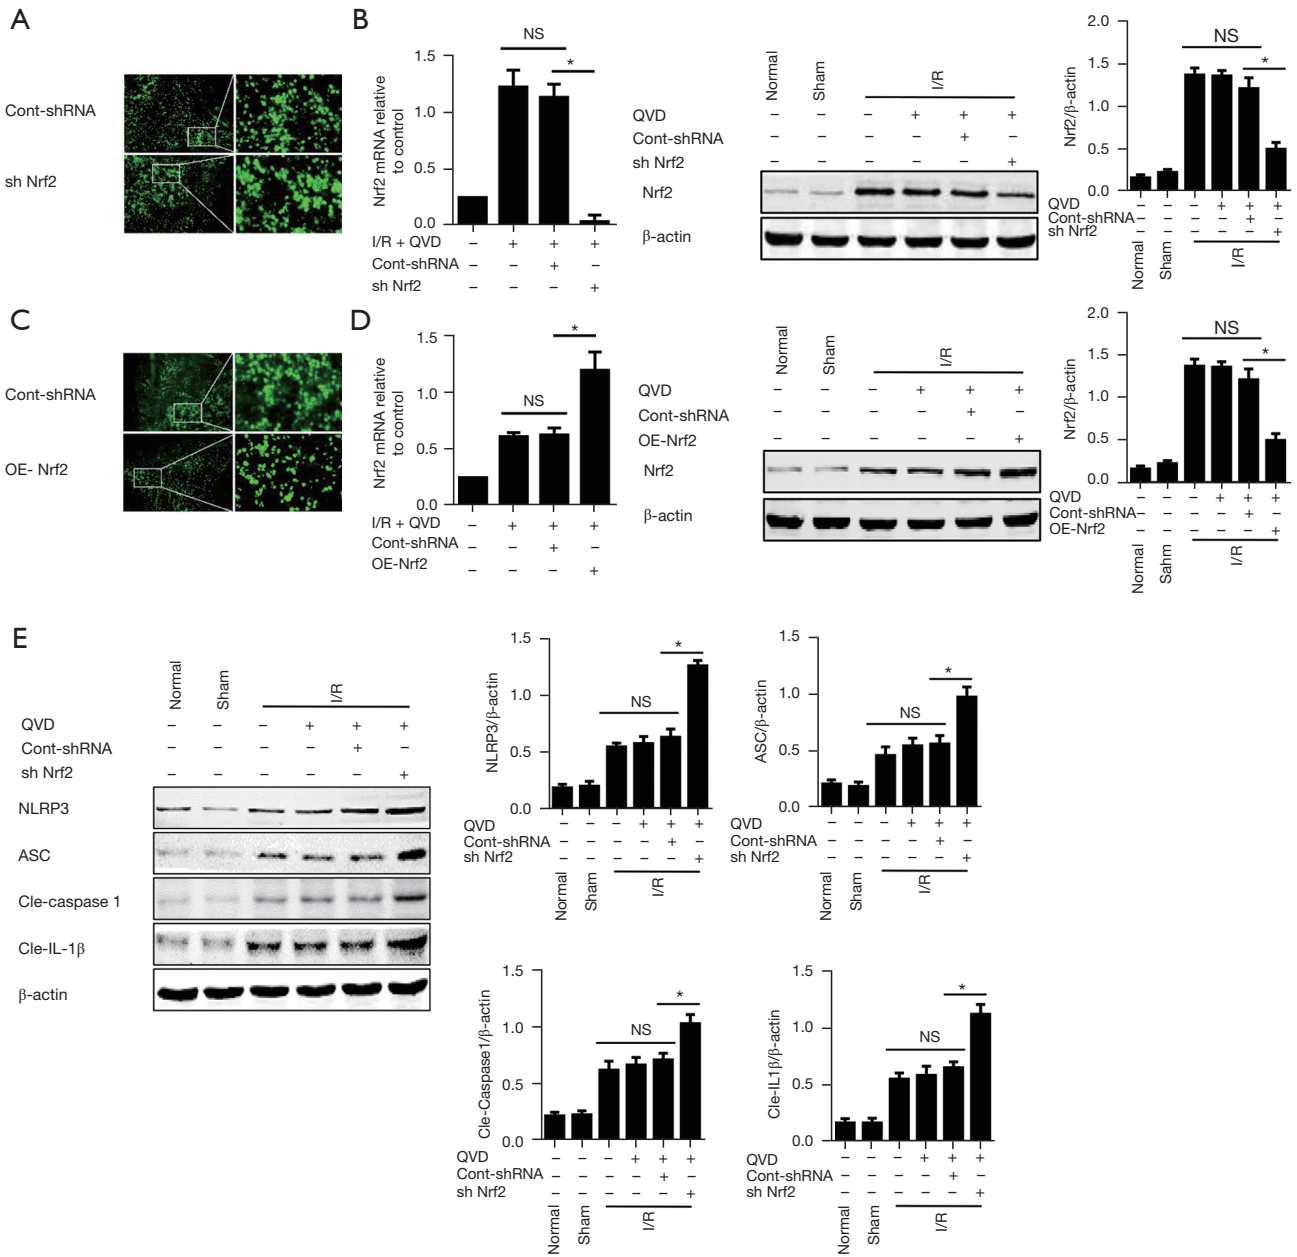 A
Cont-shRNA
sh Nrf2
B
Nrf2 mRNA relative
to control
1.5
1.0
0.5
0.0
NS
*
I/R + QVD – + + +
Cont-shRNA – – + –
sh Nrf2 – – – +
Normal
Sham
I/R
QVD – – – + + +
Cont-shRNA – – – – + –
sh Nrf2 – – – – – +
Nrf2
β-actin
Nrf2/β-actin
2.0
1.5
1.0
0.5
0.0
NS
*
QVD – – – + + +
Cont-shRNA – – – – + –
sh Nrf2 – – – – – +
Normal
Sham
I/R
C
Cont-shRNA
OE- Nrf2
D
Nrf2 mRNA relative
to control
1.5
1.0
0.5
0.0
NS
*
I/R + QVD – + + +
Cont-shRNA – – + –
OE-Nrf2 – – – +
Normal
Sham
I/R
QVD – – – + + +
Cont-shRNA – – – – + –
OE-Nrf2 – – – – – +
Nrf2
β-actin
Nrf2/β-actin
2.0
1.5
1.0
0.5
0.0
NS
*
QVD – – – + + +
Cont-shRNA – – – – + –
OE-Nrf2 – – – – – +
Normal
Sahm
I/R
E
Normal
Sham
I/R
QVD – – – + + +
Cont-shRNA – – – – + –
sh Nrf2 – – – – – +
NLRP3
ASC
Cle-caspase 1
Cle-IL-1β
β-actin
NLRP3/β-actin
1.5
1.0
0.5
0.0
NS
*
QVD – – – + + +
Cont-shRNA – – – – + –
sh Nrf2 – – – – – +
Normal
Sham
I/R
ASC/β-actin
1.5
1.0
0.5
0.0
NS
*
QVD – – – + + +
Cont-shRNA – – – – + –
sh Nrf2 – – – – – +
Normal
Sham
I/R
Cle-Caspase1/β-actin
1.5
1.0
0.5
0.0
NS
*
QVD – – – + + +
Cont-shRNA – – – – + –
sh Nrf2 – – – – – +
Normal
Sham
I/R
Cle-IL1β/β-actin
1.5
1.0
0.5
0.0
NS
*
QVD – – – + + +
Cont-shRNA – – – – + –
sh Nrf2 – – – – – +
Normal
Sham
I/R